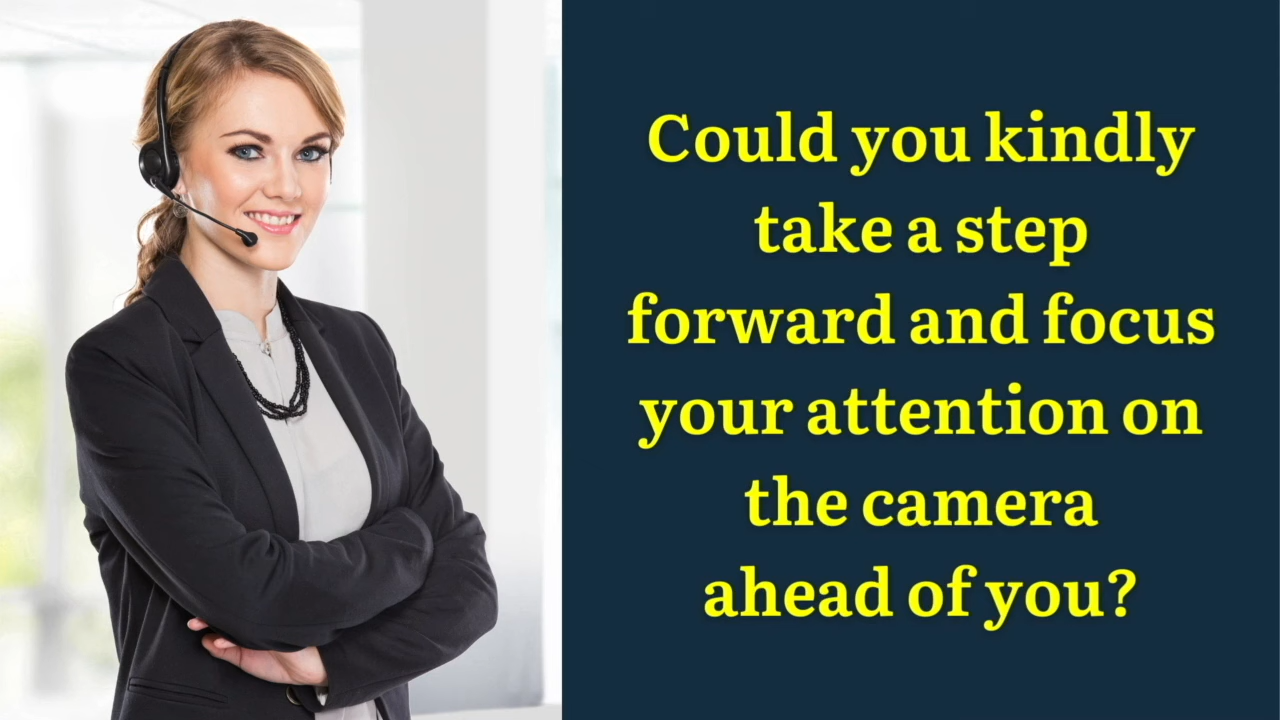 Could you kindly
take a step
forward and focus
your attention on
the camera
ahead of you?